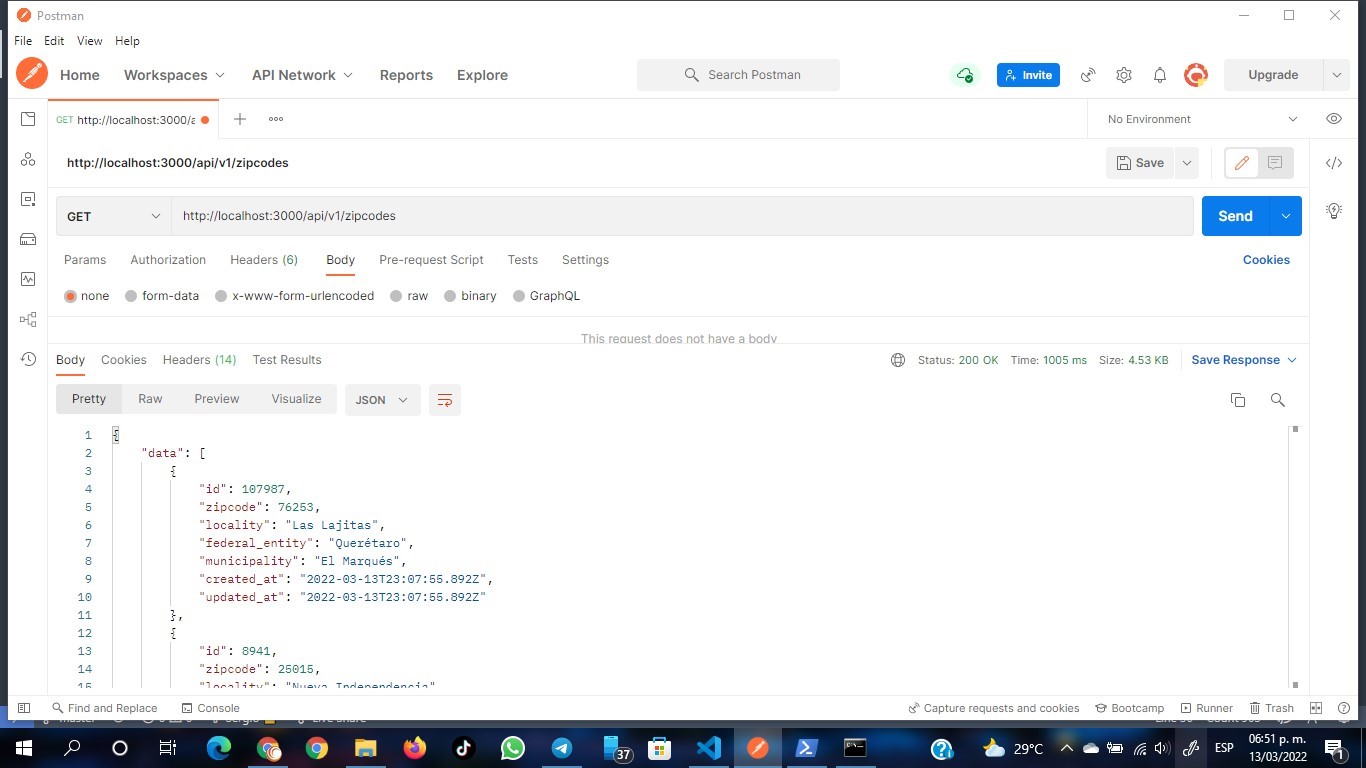 Postman
File Edit View Help
Home Workspaces API Network Reports Explore Search Postman Invite Upgrade
GET http://localhost:3000/a No Environment
http://localhost:3000/api/v1/zipcodes Save
GET http://localhost:3000/api/v1/zipcodes Send
Params Authorization Headers (6) Body Pre-request Script Tests Settings Cookies
none form-data x-www-form-urlencoded raw binary GraphQL
This request does not have a body
Body Cookies Headers (14) Test Results Status: 200 OK Time: 1005 ms Size: 4.53 KB Save Response
Pretty Raw Preview Visualize JSON
1 {
2 "data": [
3 {
4 "id": 107987,
5 "zipcode": 76253,
6 "locality": "Las Lajitas",
7 "federal_entity": "Querétaro",
8 "municipality": "El Marqués",
9 "created_at": "2022-03-13T23:07:55.892Z",
10 "updated_at": "2022-03-13T23:07:55.892Z"
11 },
12 {
13 "id": 8941,
14 "zipcode": 25015,
15 "locality": "Nueva Independencia"
Find and Replace Console Capture requests and cookies Bootcamp Runner Trash
37 29°C ESP 06:51 p. m.
13/03/2022 1